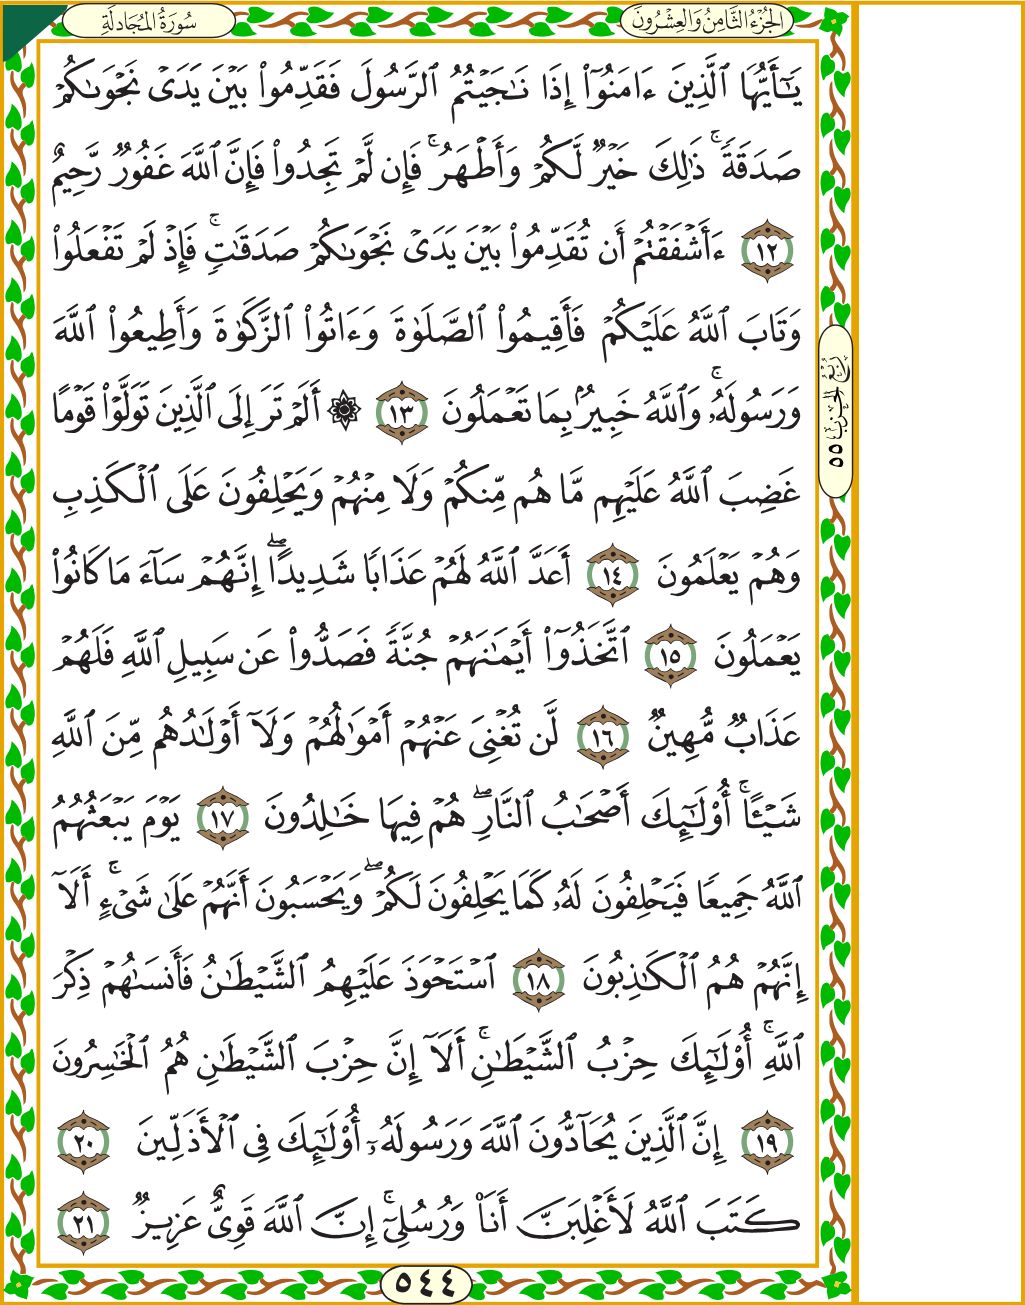 سُورَةُ المُجَادلَةِ
الجُزْءُ الثَّامِنُ وَالعِشْرُونَ
يَـٰٓأَيُّهَا ٱلَّذِينَ ءَامَنُوٓا۟ إِذَا نَـٰجَيْتُمُ ٱلرَّسُولَ فَقَدِّمُوا۟ بَيْنَ يَدَىْ نَجْوَىٰكُمْ
صَدَقَةً ۚ ذَٰلِكَ خَيْرٌ لَّكُمْ وَأَطْهَرُ ۚ فَإِن لَّمْ تَجِدُوا۟ فَإِنَّ ٱللَّهَ غَفُورٌ رَّحِيمٌ
١٢ ءَأَشْفَقْتُمْ أَن تُقَدِّمُوا۟ بَيْنَ يَدَىْ نَجْوَىٰكُمْ صَدَقَـٰتٍ ۚ فَإِذْ لَمْ تَفْعَلُوا۟
وَتَابَ ٱللَّهُ عَلَيْكُمْ فَأَقِيمُوا۟ ٱلصَّلَوٰةَ وَءَاتُوا۟ ٱلزَّكَوٰةَ وَأَطِيعُوا۟ ٱللَّهَ
وَرَسُولَهُۥ ۚ وَٱللَّهُ خَبِيرٌۢ بِمَا تَعْمَلُونَ ١٣ ۞ أَلَمْ تَرَ إِلَى ٱلَّذِينَ تَوَلَّوْا۟ قَوْمًا
غَضِبَ ٱللَّهُ عَلَيْهِم مَّا هُم مِّنكُمْ وَلَا مِنْهُمْ وَيَحْلِفُونَ عَلَى ٱلْكَذِبِ
وَهُمْ يَعْلَمُونَ ١٤ أَعَدَّ ٱللَّهُ لَهُمْ عَذَابًا شَدِيدًا ۖ إِنَّهُمْ سَآءَ مَا كَانُوا۟
يَعْمَلُونَ ١٥ ٱتَّخَذُوٓا۟ أَيْمَـٰنَهُمْ جُنَّةً فَصَدُّوا۟ عَن سَبِيلِ ٱللَّهِ فَلَهُمْ
عَذَابٌ مُّهِينٌ ١٦ لَّن تُغْنِىَ عَنْهُمْ أَمْوَٰلُهُمْ وَلَآ أَوْلَـٰدُهُم مِّنَ ٱللَّهِ
شَيْـًٔا ۚ أُو۟لَـٰٓئِكَ أَصْحَـٰبُ ٱلنَّارِ ۖ هُمْ فِيهَا خَـٰلِدُونَ ١٧ يَوْمَ يَبْعَثُهُمُ
ٱللَّهُ جَمِيعًا فَيَحْلِفُونَ لَهُۥ كَمَا يَحْلِفُونَ لَكُمْ ۖ وَيَحْسَبُونَ أَنَّهُمْ عَلَىٰ شَىْءٍ ۚ أَلَآ
إِنَّهُمْ هُمُ ٱلْكَـٰذِبُونَ ١٨ ٱسْتَحْوَذَ عَلَيْهِمُ ٱلشَّيْطَـٰنُ فَأَنسَىٰهُمْ ذِكْرَ
ٱللَّهِ ۚ أُو۟لَـٰٓئِكَ حِزْبُ ٱلشَّيْطَـٰنِ ۚ أَلَآ إِنَّ حِزْبَ ٱلشَّيْطَـٰنِ هُمُ ٱلْخَـٰسِرُونَ
١٩ إِنَّ ٱلَّذِينَ يُحَآدُّونَ ٱللَّهَ وَرَسُولَهُۥٓ أُو۟لَـٰٓئِكَ فِى ٱلْأَذَلِّينَ ٢٠
كَتَبَ ٱللَّهُ لَأَغْلِبَنَّ أَنَا۠ وَرُسُلِىٓ ۚ إِنَّ ٱللَّهَ قَوِىٌّ عَزِيزٌ ٢١
رُبْعُ الحِزْبِ ٥٥
٥٤٤